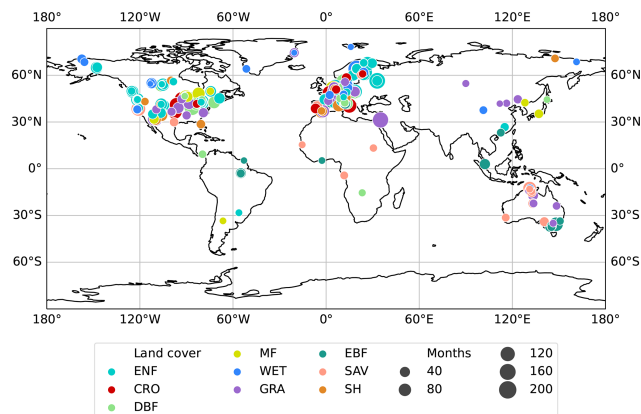 180° 120°W 60°W 0° 60°E 120°E 180°
60°N 60°N
30°N 30°N
0° 0°
30°S 30°S
60°S 60°S
180° 120°W 60°W 0° 60°E 120°E 180°
Land cover MF EBF Months 120
ENF WET SAV 40 160
CRO GRA SH 80 200
DBF